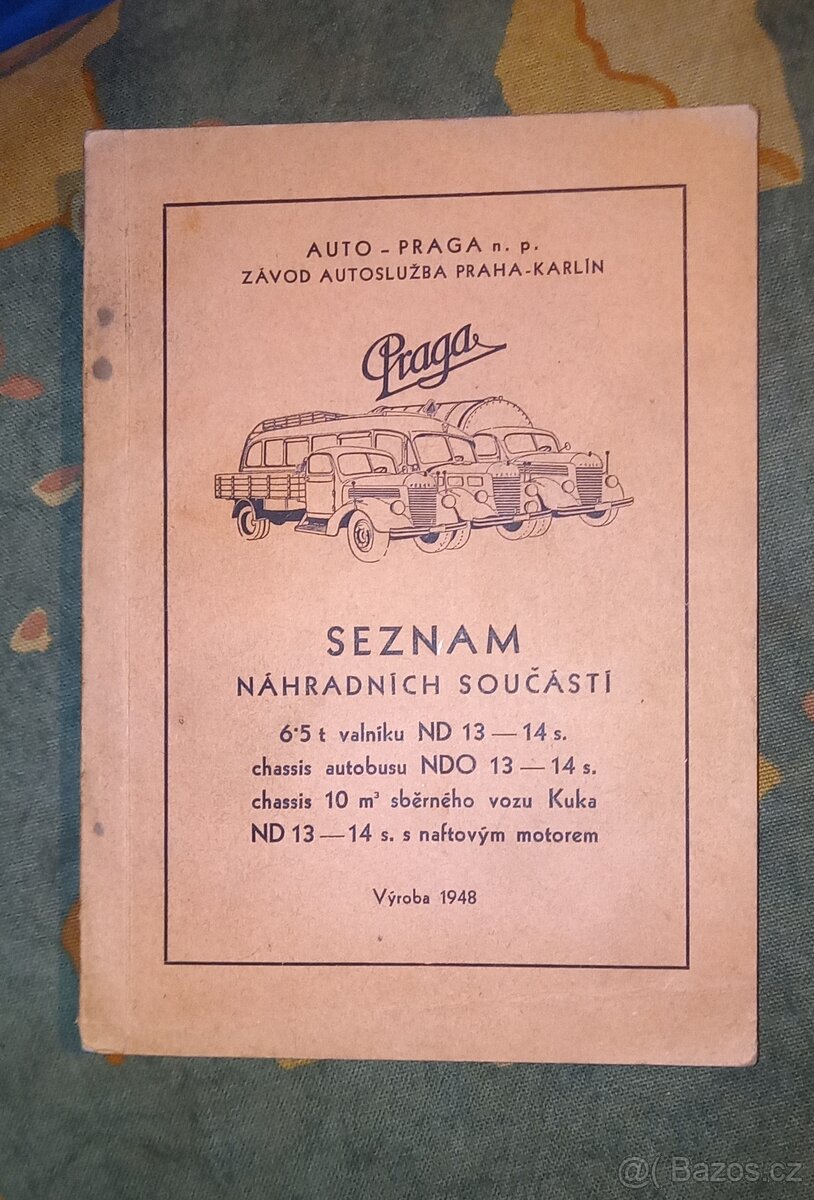 AUTO - PRAGA n. p.
ZÁVOD AUTOSLUŽBA PRAHA-KARLÍN
Praga
SEZNAM
NÁHRADNÍCH SOUČÁSTÍ
6·5 t valníku ND 13 — 14 s.
chassis autobusu NDO 13 — 14 s.
chassis 10 m³ sběrného vozu Kuka
ND 13 — 14 s. s naftovým motorem
Výroba 1948
@( Bazos.cz